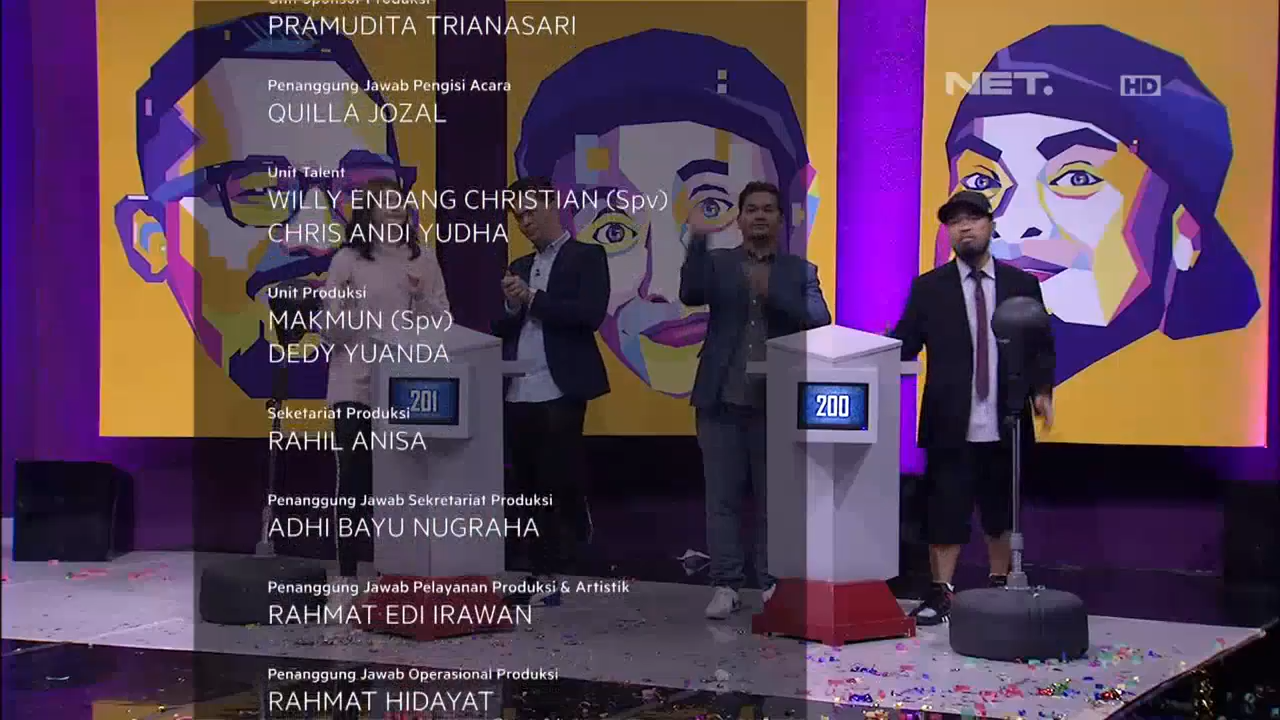 PRAMUDITA TRIANASARI
Penanggung Jawab Pengisi Acara
QUILLA JOZAL
Unit Talent
WILLY ENDANG CHRISTIAN (Spv)
CHRIS ANDI YUDHA
Unit Produksi
MAKMUN (Spv)
DEDY YUANDA
Seketariat Produksi
RAHIL ANISA
Penanggung Jawab Sekretariat Produksi
ADHI BAYU NUGRAHA
Penanggung Jawab Pelayanan Produksi & Artistik
RAHMAT EDI IRAWAN
Penanggung Jawab Operasional Produksi
RAHMAT HIDAYAT
NET.
HD
201
200